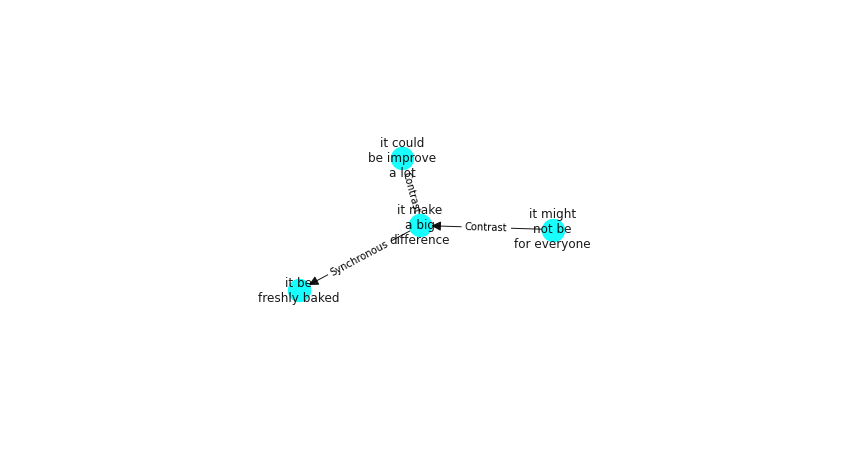 it could
be improve
a lot
Contrast
it make
a big
difference
Contrast
it might
not be
for everyone
Synchronous
it be
freshly baked